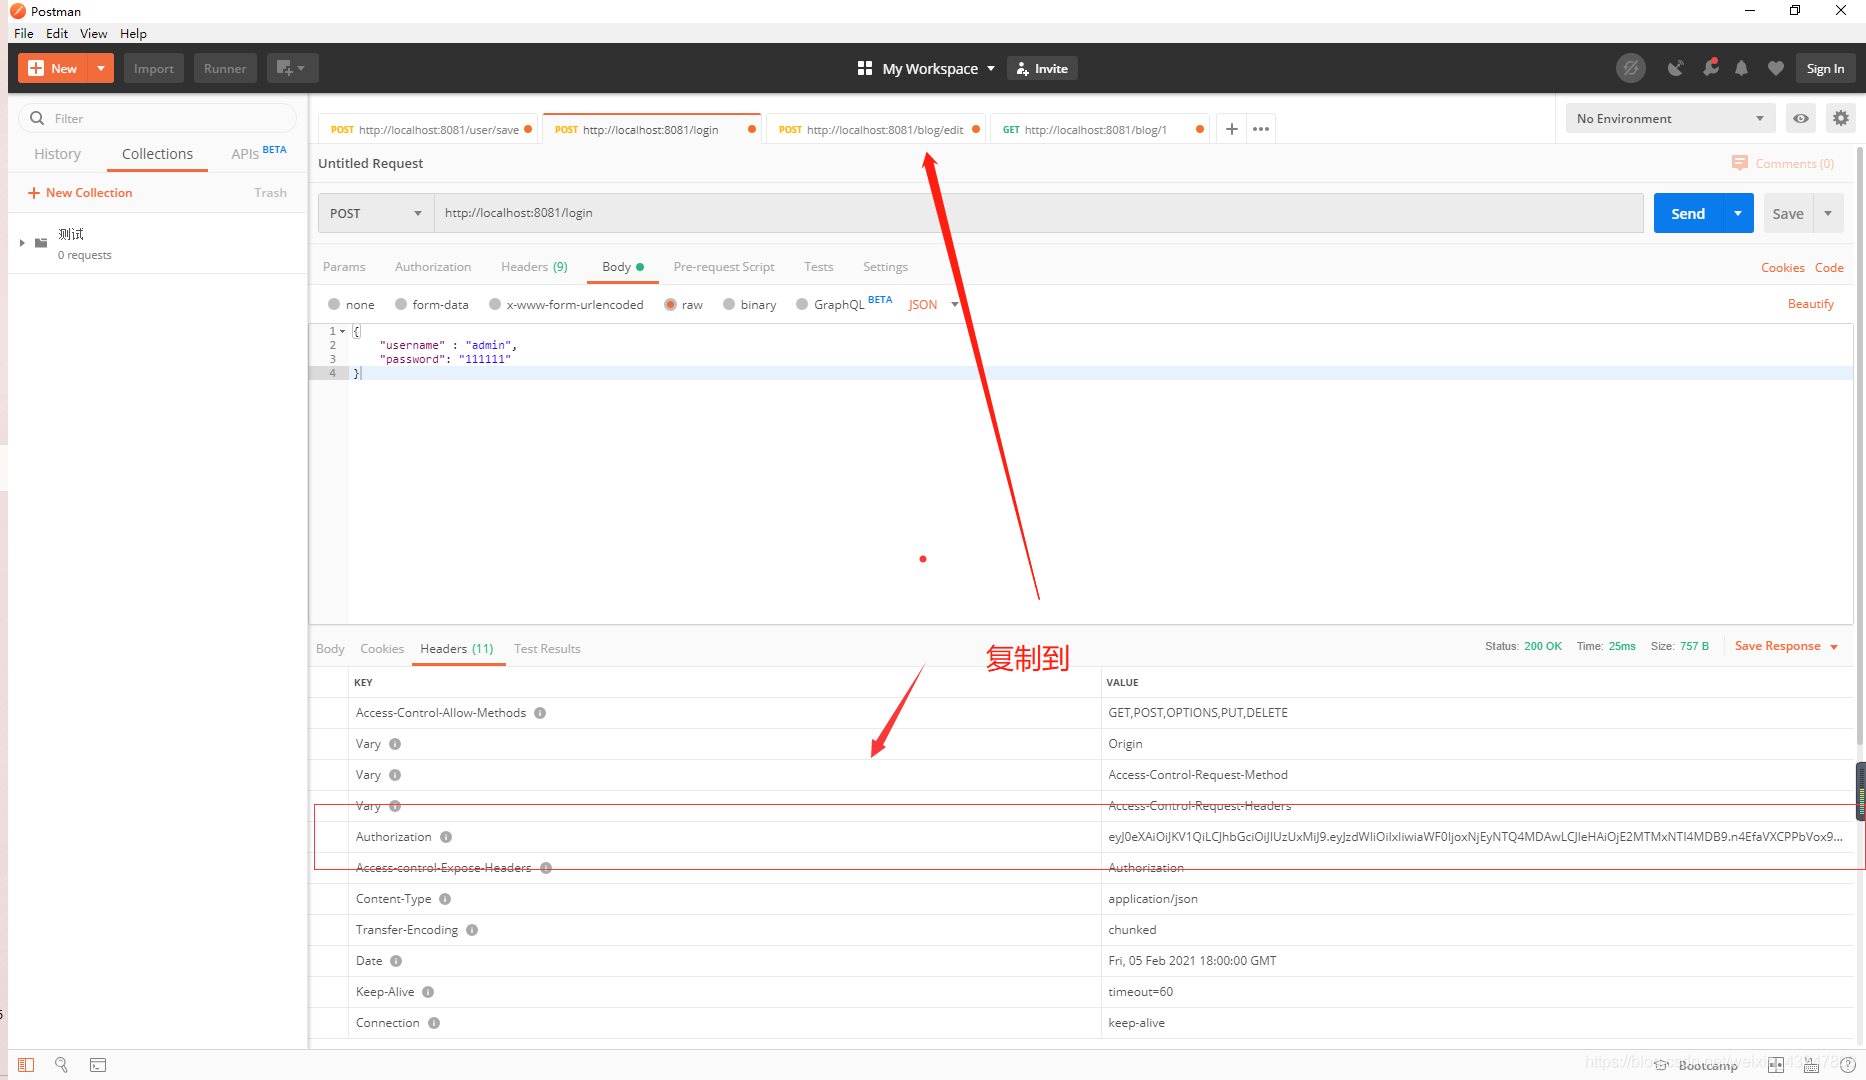 Postman
File Edit View Help
New Import Runner My Workspace Invite Sign In
Filter
History Collections APIs BETA
New Collection Trash
测试
0 requests
POST http://localhost:8081/user/save POST http://localhost:8081/login POST http://localhost:8081/blog/edit GET http://localhost:8081/blog/1 No Environment
Untitled Request Comments (0)
POST http://localhost:8081/login Send Save
Params Authorization Headers (9) Body Pre-request Script Tests Settings Cookies Code
none form-data x-www-form-urlencoded raw binary GraphQL BETA JSON Beautify
1 {
2 "username" : "admin",
3 "password": "111111"
4 }
复制到
Body Cookies Headers (11) Test Results Status: 200 OK Time: 25ms Size: 757 B Save Response
KEY VALUE
Access-Control-Allow-Methods GET,POST,OPTIONS,PUT,DELETE
Vary Origin
Vary Access-Control-Request-Method
Vary Access-Control-Request-Headers
Authorization
Access-control-Expose-Headers Authorization
Content-Type application/json
Transfer-Encoding chunked
Date Fri, 05 Feb 2021 18:00:00 GMT
Keep-Alive timeout=60
Connection keep-alive
Bootcamp